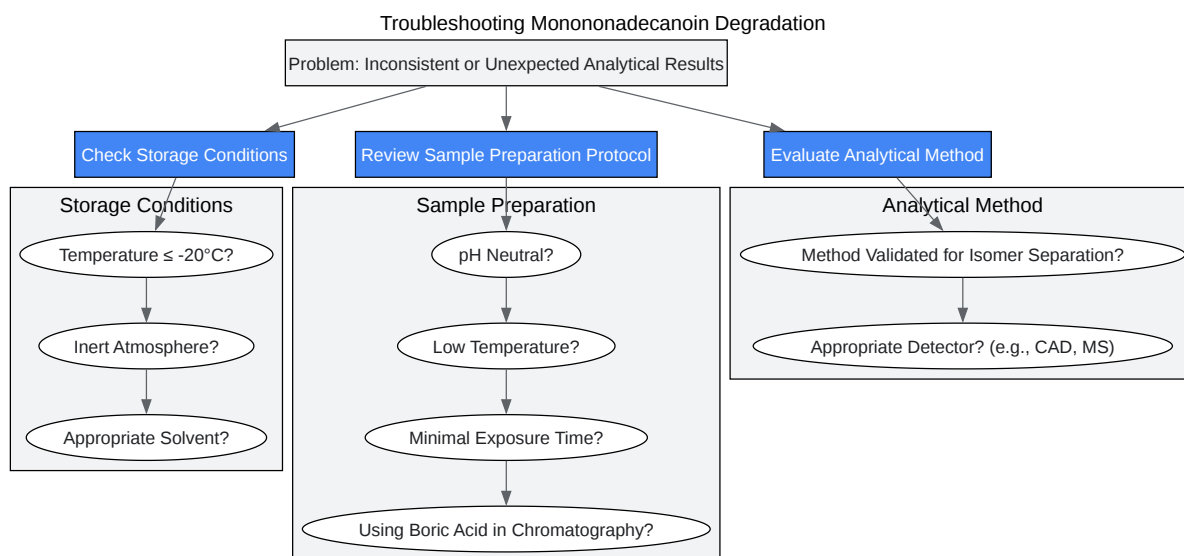 Troubleshooting Monononadecanoin Degradation
Problem: Inconsistent or Unexpected Analytical Results
Check Storage Conditions
Review Sample Preparation Protocol
Evaluate Analytical Method
Storage Conditions
Temperature ≤ -20°C?
Inert Atmosphere?
Appropriate Solvent?
Sample Preparation
pH Neutral?
Low Temperature?
Minimal Exposure Time?
Using Boric Acid in Chromatography?
Analytical Method
Method Validated for Isomer Separation?
Appropriate Detector? (e.g., CAD, MS)